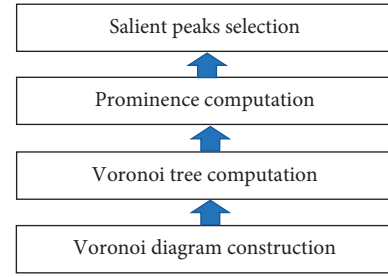 Salient peaks selection
Prominence computation
Voronoi tree computation
Voronoi diagram construction